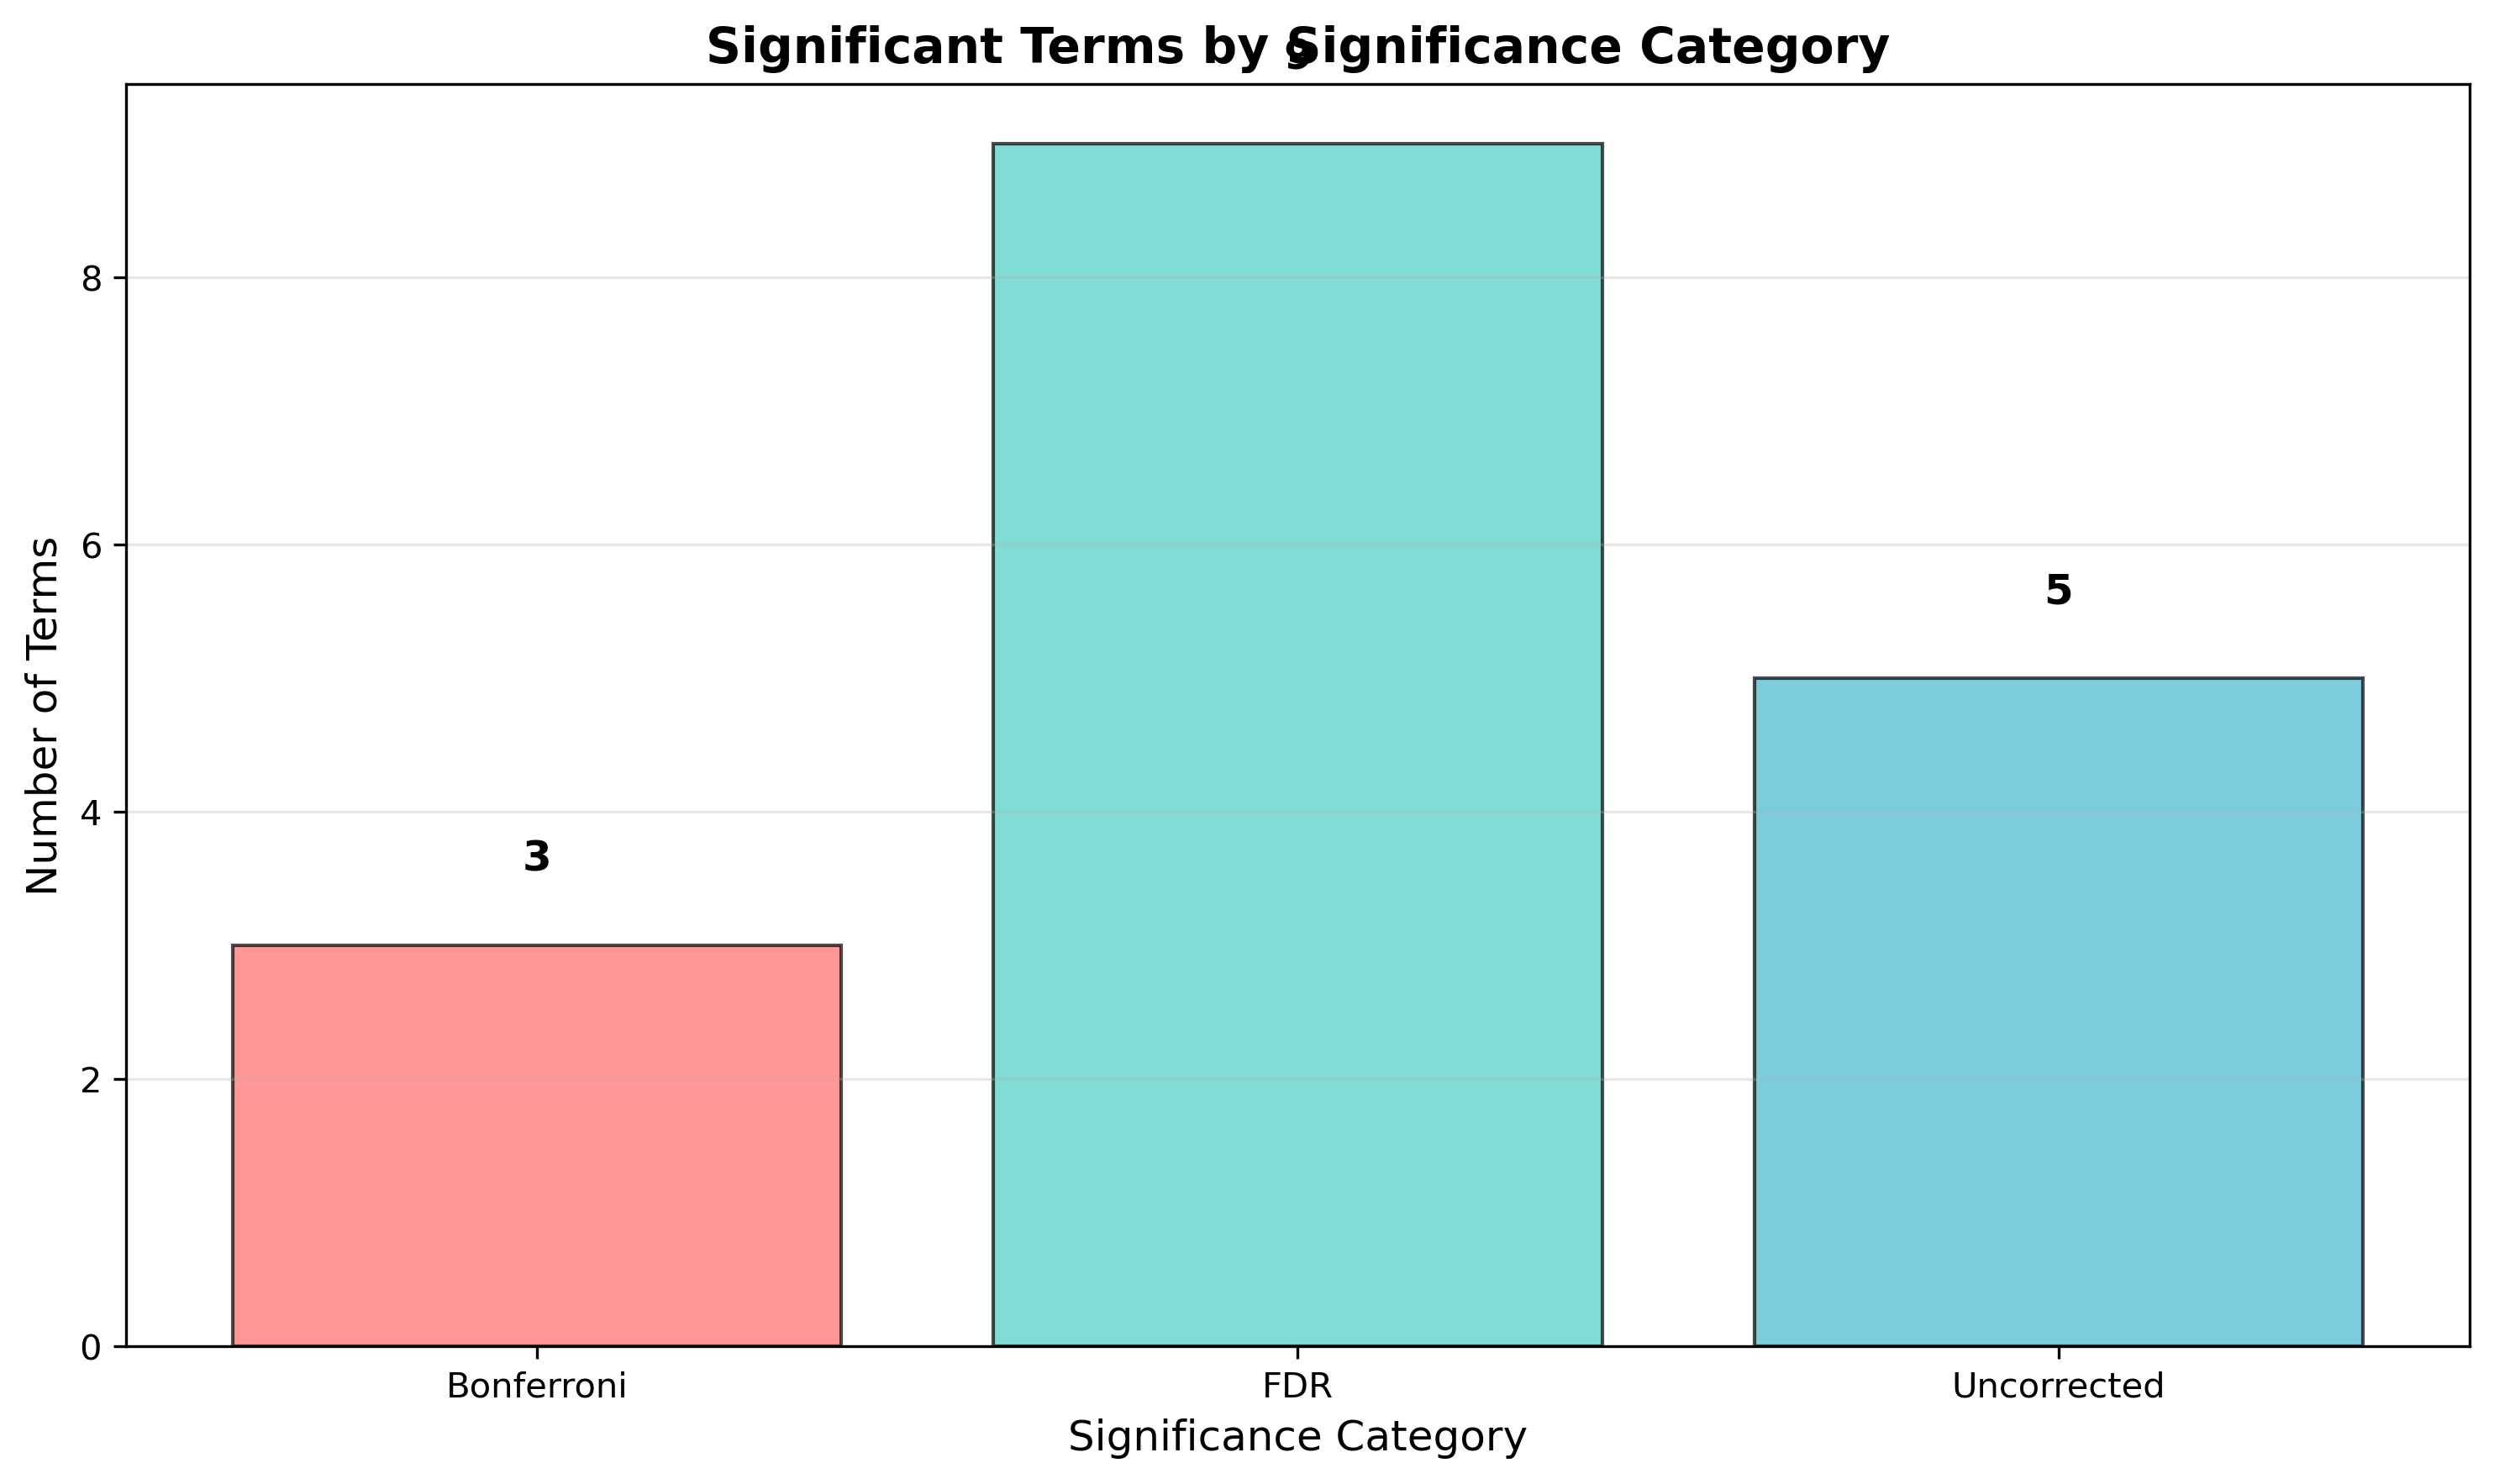 Significant Terms by Significance Category
9
8
6
4
2
0
3
5
Number of Terms
Bonferroni
FDR
Uncorrected
Significance Category